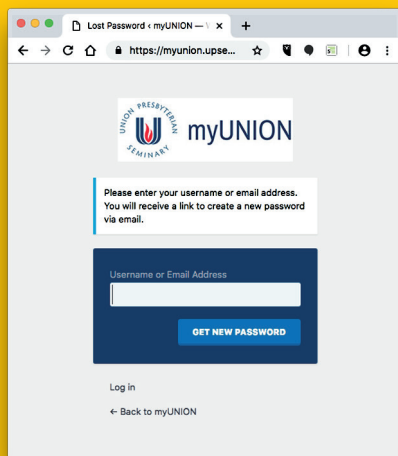 Lost Password ‹ myUNION —
https://myunion.upse...
UNION PRESBYTERIAN SEMINARY
myUNION
Please enter your username or email address.
You will receive a link to create a new password
via email.
Username or Email Address
GET NEW PASSWORD
Log in
← Back to myUNION